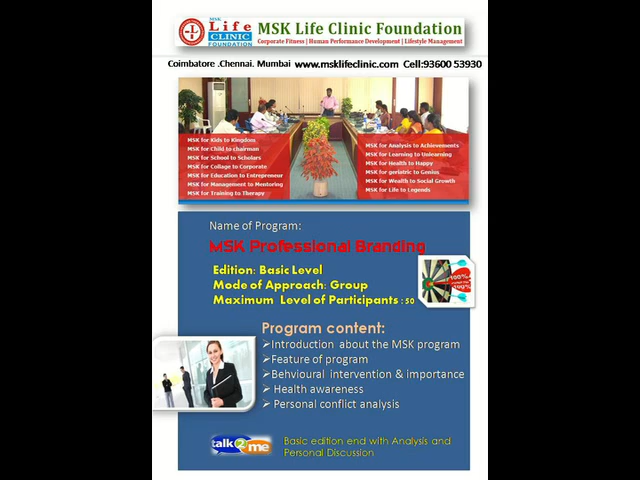 MSK
Life
CLINIC
FOUNDATION
MSK Life Clinic Foundation
Corporate Fitness | Human Performance Development | Lifestyle Management
Coimbatore .Chennai. Mumbai www.msklifeclinic.com Cell:93600 53930
MSK for Kids to Kingdom
MSK for Child to chairman
MSK for School to Scholars
MSK for Collage to Corporate
MSK for Education to Entrepreneur
MSK for Management to Mentoring
MSK for Training to Therapy
MSK for Analysis to Achievements
MSK for Learning to Unlearning
MSK for Health to Happy
MSK for geriatric to Genius
MSK for Wealth to Social Growth
MSK for Life to Legends
Name of Program:
MSK Professional Branding
Edition: Basic Level
Mode of Approach: Group
Maximum Level of Participants : 50
100%
100%
Program content:
➢Introduction about the MSK program
➢Feature of program
➢Behvioural intervention & importance
➢ Health awareness
➢ Personal conflict analysis
talk2me
Basic edition end with Analysis and
Personal Discussion